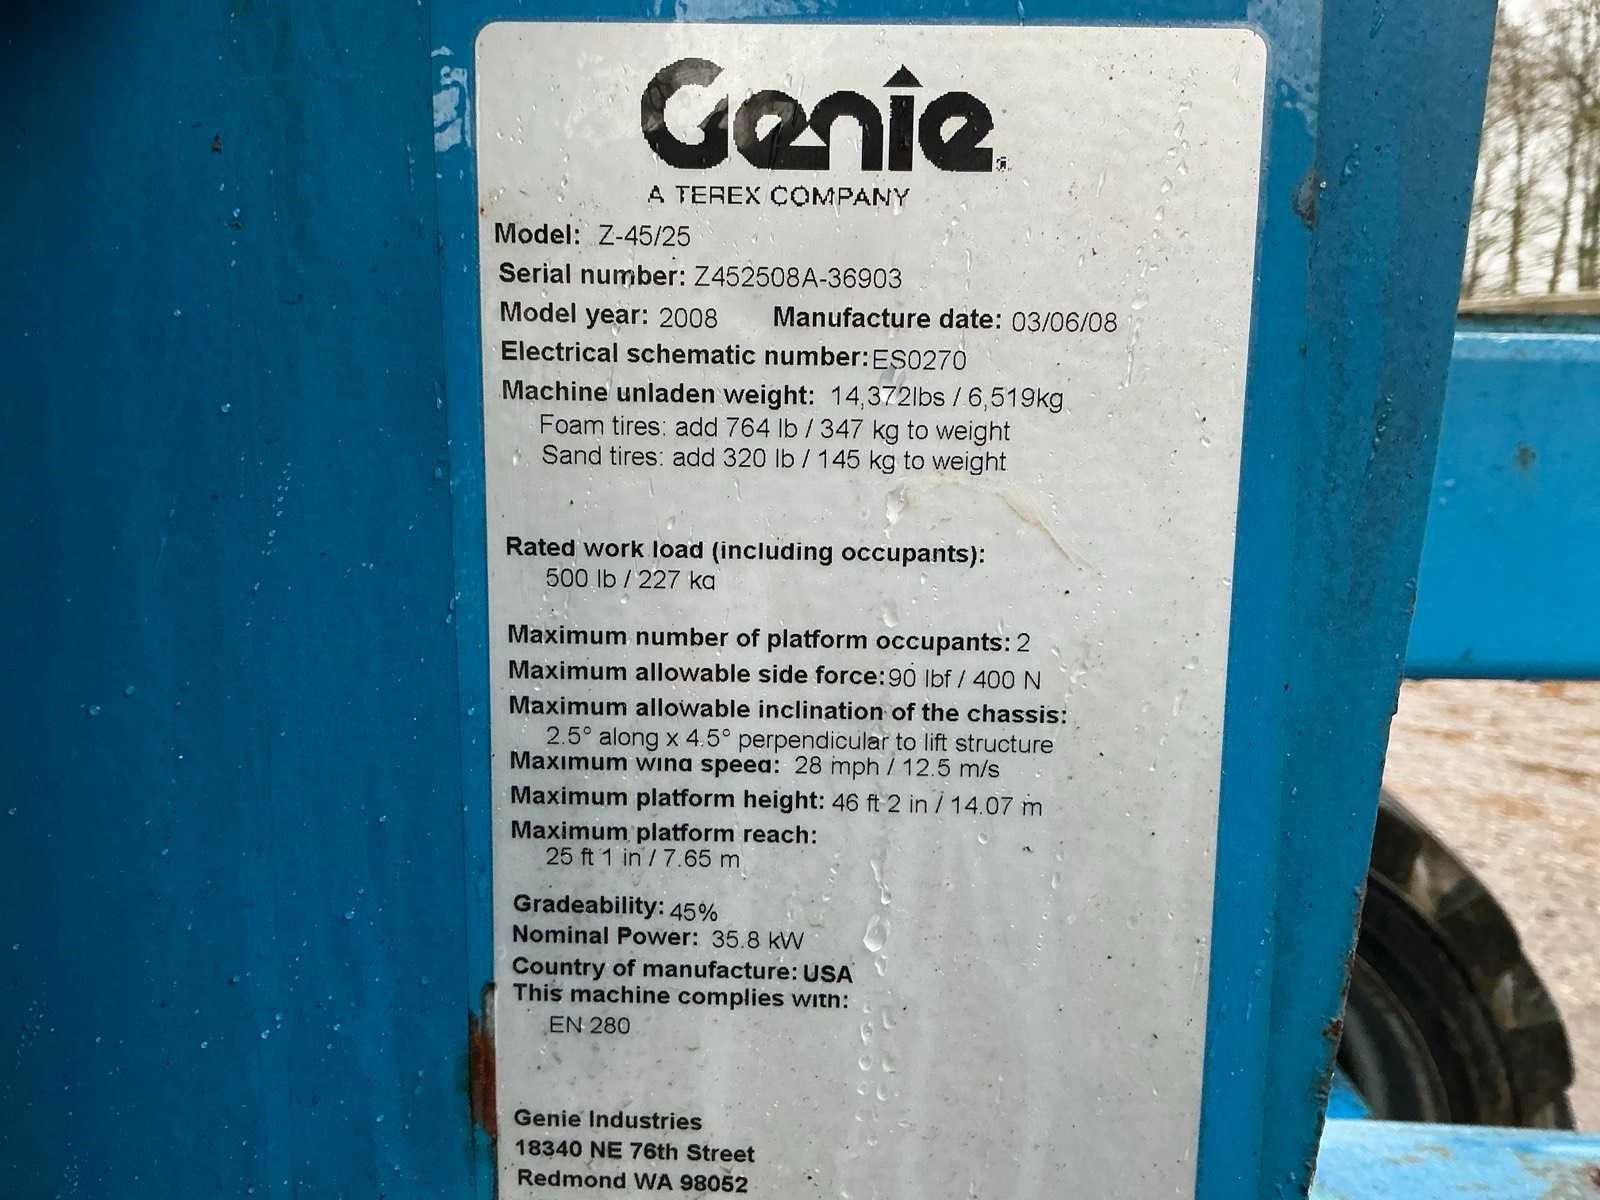 Genie
A TEREX COMPANY
Model: Z-45/25
Serial number: Z452508A-36903
Model year: 2008 Manufacture date: 03/06/08
Electrical schematic number: ES0270
Machine unladen weight: 14,372lbs / 6,519kg
Foam tires: add 764 lb / 347 kg to weight
Sand tires: add 320 lb / 145 kg to weight
Rated work load (including occupants):
500 lb / 227 kg
Maximum number of platform occupants: 2
Maximum allowable side force: 90 lbf / 400 N
Maximum allowable inclination of the chassis:
2.5° along x 4.5° perpendicular to lift structure
Maximum wind speed: 28 mph / 12.5 m/s
Maximum platform height: 46 ft 2 in / 14.07 m
Maximum platform reach:
25 ft 1 in / 7.65 m
Gradeability: 45%
Nominal Power: 35.8 kW
Country of manufacture: USA
This machine complies with:
EN 280
Genie Industries
18340 NE 76th Street
Redmond WA 98052